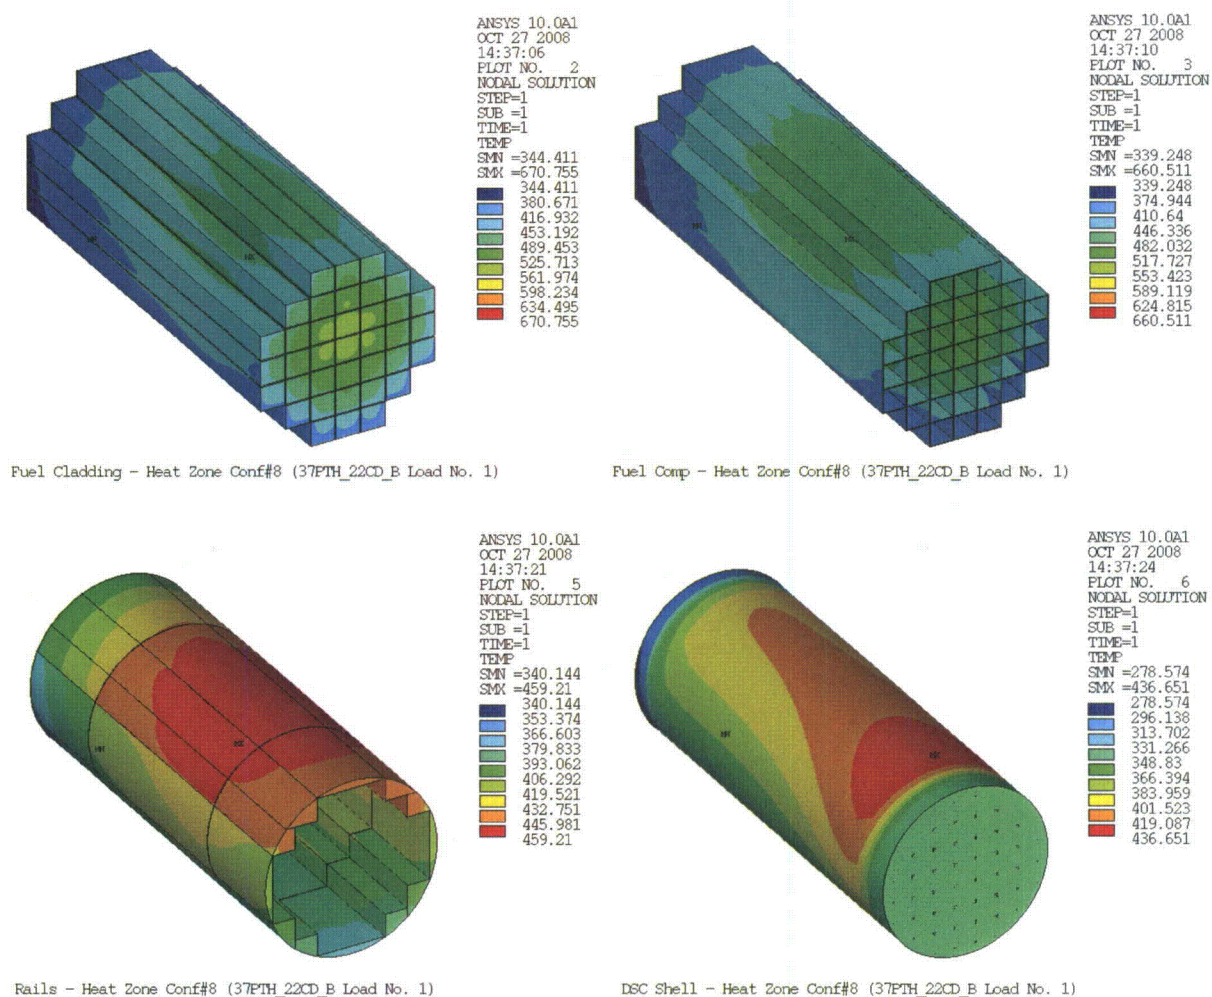 ANSYS 10.0A1
OCT 27 2008
14:37:06
PLOT NO. 2
NODAL SOLUTION
STEP=1
SUB =1
TIME=1
TEMP
SMN =344.411
SMX =670.755
344.411
380.671
416.932
453.192
489.453
525.713
561.974
598.234
634.495
670.755
Fuel Cladding - Heat Zone Conf#8 (37PTH_22CD_B Load No. 1)
ANSYS 10.0A1
OCT 27 2008
14:37:10
PLOT NO. 3
NODAL SOLUTION
STEP=1
SUB =1
TIME=1
TEMP
SMN =339.248
SMX =660.511
339.248
374.944
410.64
446.336
482.032
517.727
553.423
589.119
624.815
660.511
Fuel Comp - Heat Zone Conf#8 (37PTH_22CD_B Load No. 1)
ANSYS 10.0A1
OCT 27 2008
14:37:21
PLOT NO. 5
NODAL SOLUTION
STEP=1
SUB =1
TIME=1
TEMP
SMN =340.144
SMX =459.21
340.144
353.374
366.603
379.833
393.062
406.292
419.521
432.751
445.981
459.21
Rails - Heat Zone Conf#8 (37PTH_22CD_B Load No. 1)
ANSYS 10.0A1
OCT 27 2008
14:37:24
PLOT NO. 6
NODAL SOLUTION
STEP=1
SUB =1
TIME=1
TEMP
SMN =278.574
SMX =436.651
278.574
296.138
313.702
331.266
348.83
366.394
383.959
401.523
419.087
436.651
DSC Shell - Heat Zone Conf#8 (37PTH_22CD_B Load No. 1)